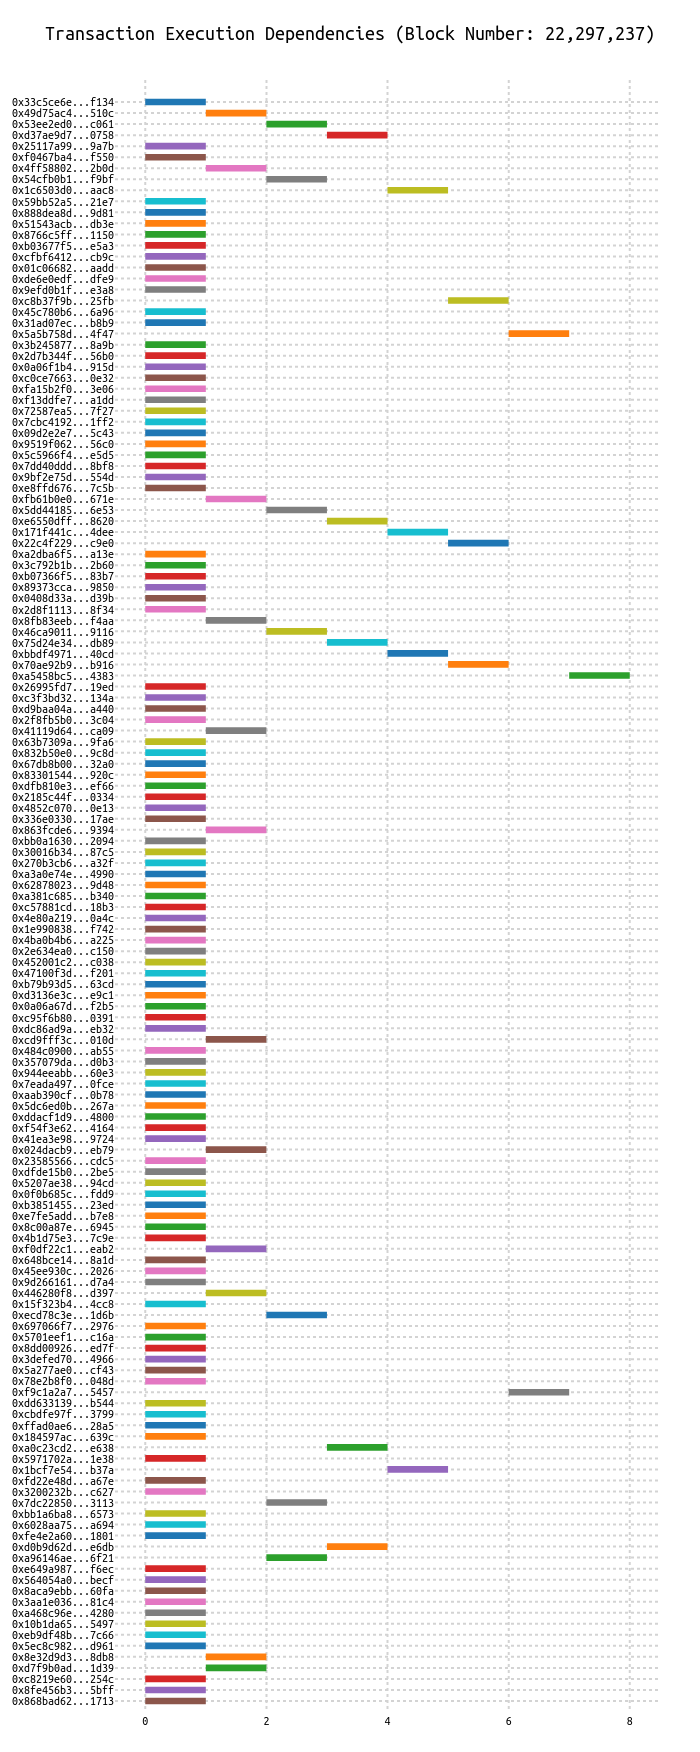 Transaction Execution Dependencies (Block Number: 22,297,237)
0x33c5ce6e...f134
0x49d75ac4...510c
0x53ee2ed0...c061
0xd37ae9d7...0758
0x25117a99...9a7b
0xf0467ba4...f550
0x4ff58802...2b0d
0x54cfb0b1...f9bf
0x1c6503d0...aac8
0x59bb52a5...21e7
0x888dea8d...9d81
0x51543acb...db3e
0x8766c5ff...1150
0xb03677f5...e5a3
0xcfbf6412...cb9c
0x01c06682...aadd
0xde6e0edf...dfe9
0x9efd0b1f...e3a8
0xc8b37f9b...25fb
0x45c780b6...6a96
0x31ad07ec...b8b9
0x5a5b758d...4f47
0x3b245877...8a9b
0x2d7b344f...56b0
0x0a06f1b4...915d
0xc0ce7663...0e32
0xfa15b2f0...3e06
0xf13ddfe7...a1dd
0x72587ea5...7f27
0x7cbc4192...1ff2
0x09d2e2e7...5c43
0x9519f062...56c0
0x5c5966f4...e5d5
0x7dd40ddd...8bf8
0x9bf2e75d...554d
0xe8ffd676...7c5b
0xfb61b0e0...671e
0x5dd44185...6e53
0xe6550dff...8620
0x171f441c...4dee
0x22c4f229...c9e0
0xa2dba6f5...a13e
0x3c792b1b...2b60
0xb07366f5...83b7
0x89373cca...9850
0x0408d33a...d39b
0x2d8f1113...8f34
0x8fb83eeb...f4aa
0x46ca9011...9116
0x75d24e34...db89
0xbbdf4971...40cd
0x70ae92b9...b916
0xa5458bc5...4383
0x26995fd7...19ed
0xc3f3bd32...134a
0xd9baa04a...a440
0x2f8fb5b0...3c04
0x41119d64...ca09
0x63b7309a...9fa6
0x832b50e0...9c8d
0x67db8b00...32a0
0x83301544...920c
0xdfb810e3...ef66
0x2185c44f...0334
0x4852c070...0e13
0x336e0330...17ae
0x863fcde6...9394
0xbb0a1630...2094
0x30016b34...87c5
0x270b3cb6...a32f
0xa3a0e74e...4990
0x62878023...9d48
0xa381c685...b340
0xc57881cd...18b3
0x4e80a219...0a4c
0x1e990838...f742
0x4ba0b4b6...a225
0x2e634ea0...c150
0x452001c2...c038
0x47100f3d...f201
0xb79b93d5...63cd
0xd3136e3c...e9c1
0x0a06a67d...f2b5
0xc95f6b80...0391
0xdc86ad9a...eb32
0xcd9fff3c...010d
0x484c0900...ab55
0x357079da...d0b3
0x944eeabb...60e3
0x7eada497...0fce
0xaab390cf...0b78
0x5dc6ed0b...267a
0xddacf1d9...4800
0xf54f3e62...4164
0x41ea3e98...9724
0x024dacb9...eb79
0x23585566...cdc5
0xdfde15b0...2be5
0x5207ae38...94cd
0x0f0b685c...fdd9
0xb3851455...23ed
0xe7fe5add...b7e8
0x8c00a87e...6945
0x4b1d75e3...7c9e
0xf0df22c1...eab2
0x648bce14...8a1d
0x45ee930c...2026
0x9d266161...d7a4
0x446280f8...d397
0x15f323b4...4cc8
0xecd78c3e...1d6b
0x697066f7...2976
0x5701eef1...c16a
0x8dd00926...ed7f
0x3defed70...4966
0x5a277ae0...cf43
0x78e2b8f0...048d
0xf9c1a2a7...5457
0xdd633139...b544
0xcbdfe97f...3799
0xffad0ae6...28a5
0x184597ac...639c
0xa0c23cd2...e638
0x5971702a...1e38
0x1bcf7e54...b37a
0xfd22e48d...a67e
0x3200232b...c627
0x7dc22850...3113
0xbb1a6ba8...6573
0x6028aa75...a694
0xfe4e2a60...1801
0xd0b9d62d...e6db
0xa96146ae...6f21
0xe649a987...f6ec
0x564054a0...becf
0x8aca9ebb...60fa
0x3aa1e036...81c4
0xa468c96e...4280
0x10b1da65...5497
0xeb9df48b...7c66
0x5ec8c982...d961
0x8e32d9d3...8db8
0xd7f9b0ad...1d39
0xc8219e60...254c
0x8fe456b3...5bff
0x868bad62...1713
0 2 4 6 8